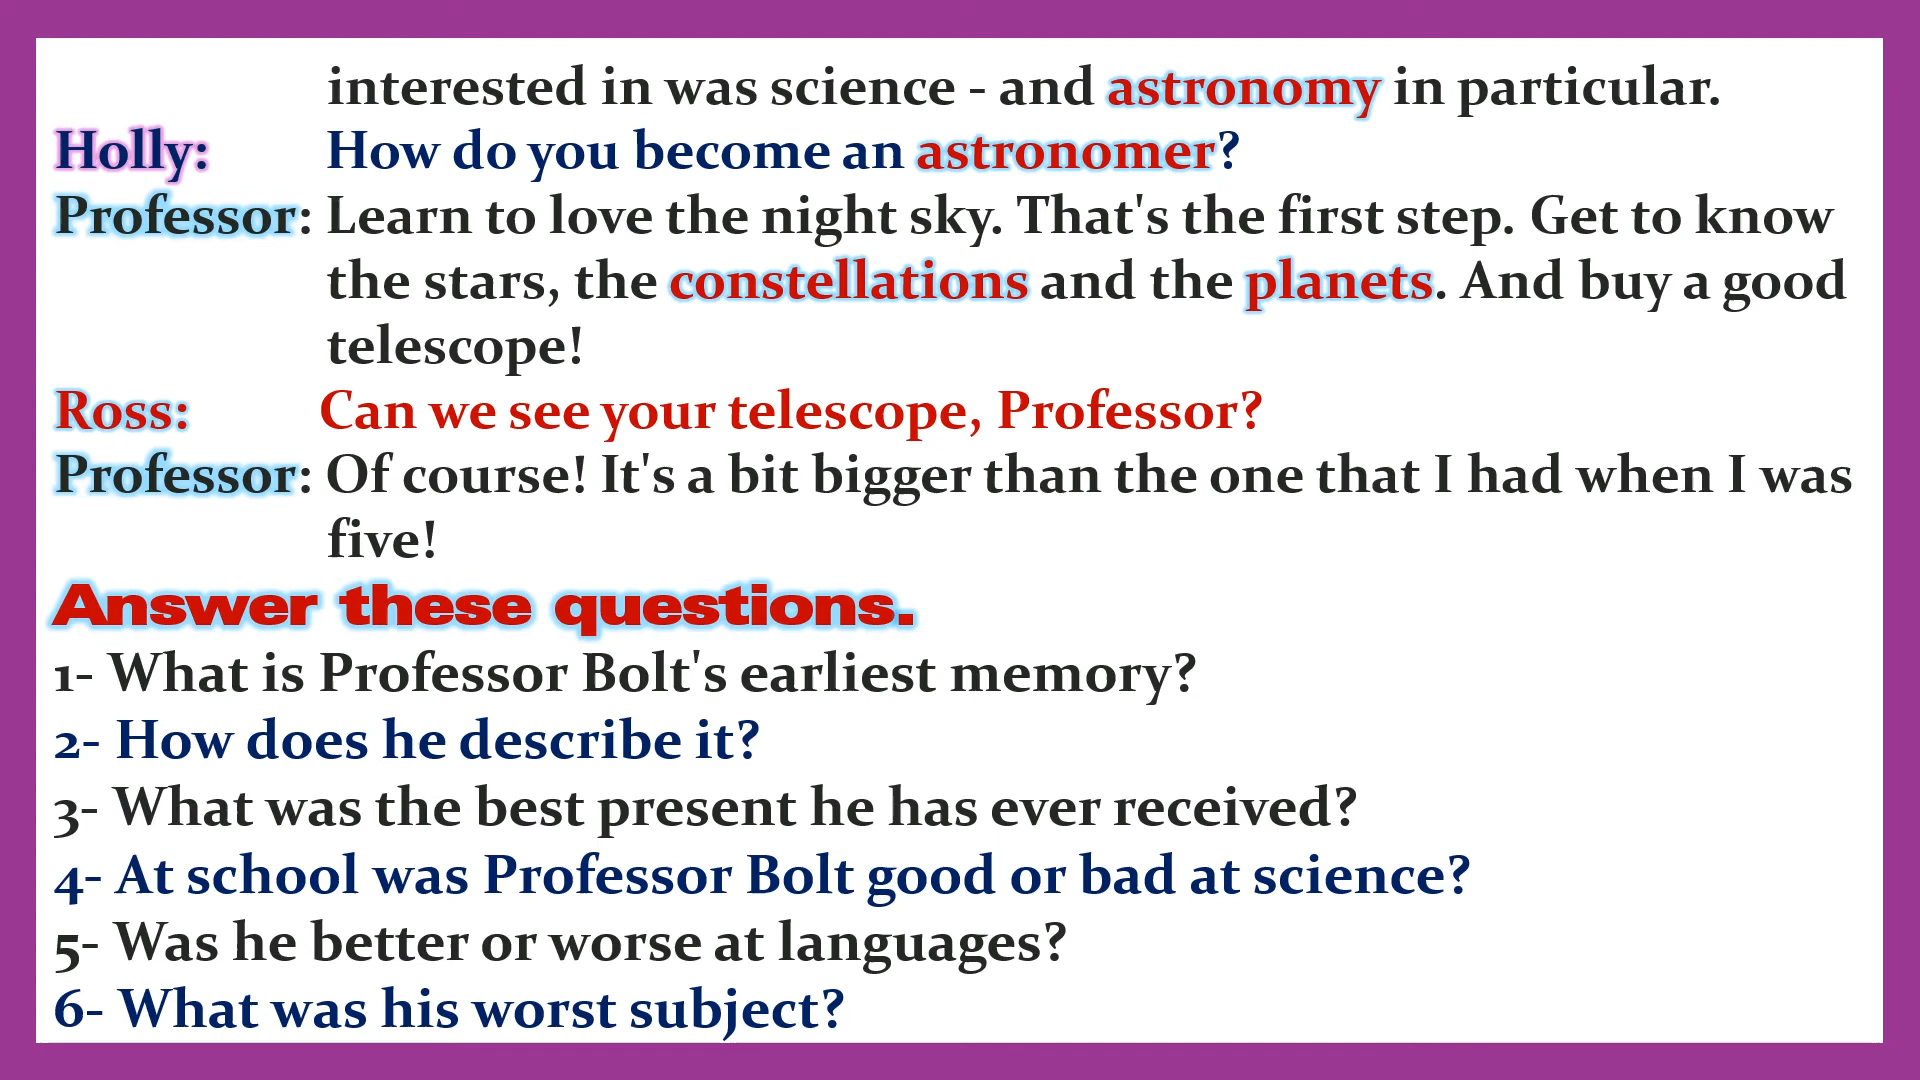 interested in was science - and astronomy in particular.
Holly: How do you become an astronomer?
Professor: Learn to love the night sky. That's the first step. Get to know
the stars, the constellations and the planets. And buy a good
telescope!
Ross: Can we see your telescope, Professor?
Professor: Of course! It's a bit bigger than the one that I had when I was
five!
Answer these questions.
1- What is Professor Bolt's earliest memory?
2- How does he describe it?
3- What was the best present he has ever received?
4- At school was Professor Bolt good or bad at science?
5- Was he better or worse at languages?
6- What was his worst subject?